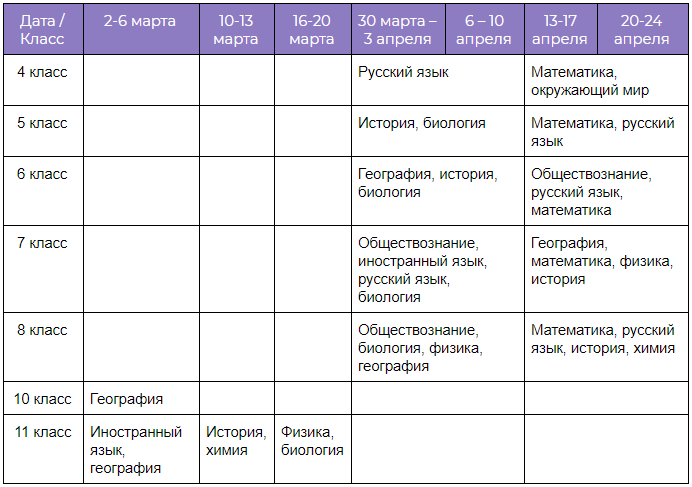 Дата /
Класс
2-6 марта
10-13
марта
16-20
марта
30 марта –
3 апреля
6 – 10
апреля
13-17
апреля
20-24
апреля
4 класс
Русский язык
Математика,
окружающий мир
5 класс
История, биология
Математика, русский
язык
6 класс
География, история,
биология
Обществознание,
русский язык,
математика
7 класс
Обществознание,
иностранный язык,
русский язык,
биология
География,
математика, физика,
история
8 класс
Обществознание,
биология, физика,
география
Математика, русский
язык, история, химия
10 класс
География
11 класс
Иностранный
язык,
география
История,
химия
Физика,
биология